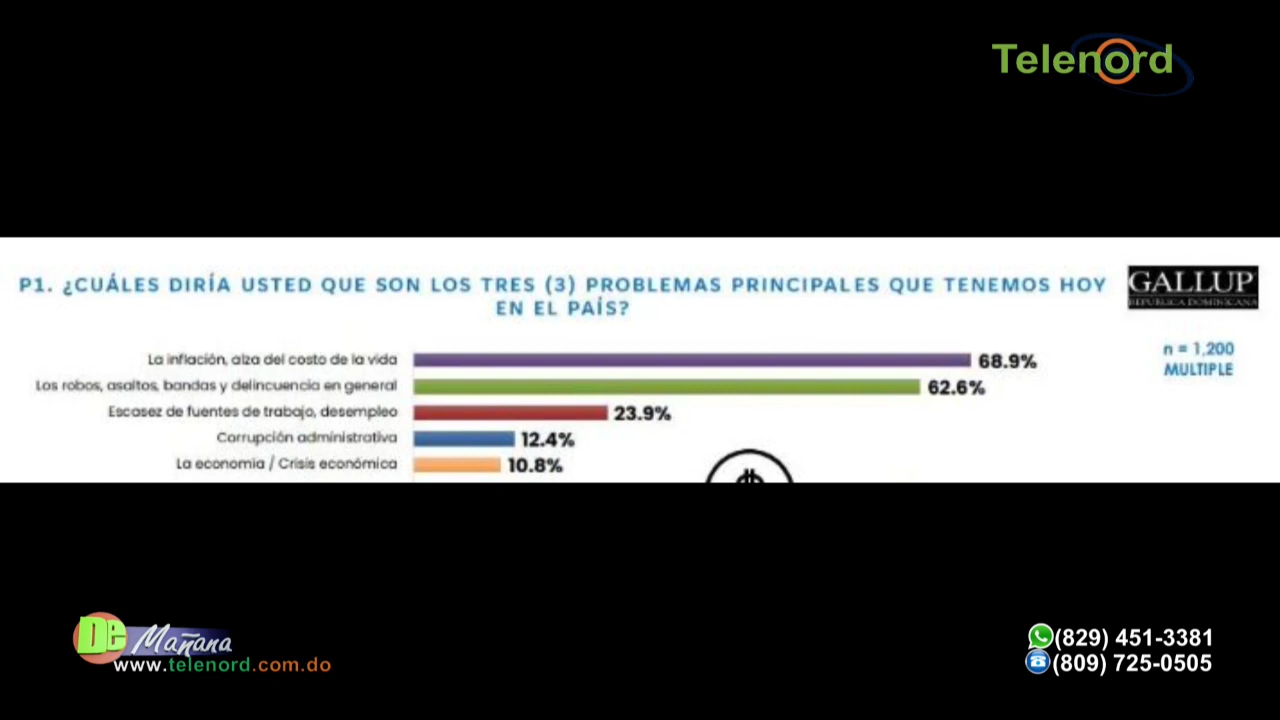 Telenord
P1. ¿CUÁLES DIRÍA USTED QUE SON LOS TRES (3) PROBLEMAS PRINCIPALES QUE TENEMOS HOY
EN EL PAÍS?
GALLUP
REPÚBLICA DOMINICANA
n = 1,200
MULTIPLE
La inflación, alza del costo de la vida 68.9%
Los robos, asaltos, bandas y delincuencia en general 62.6%
Escasez de fuentes de trabajo, desempleo 23.9%
Corrupción administrativa 12.4%
La economía / Crisis económica 10.8%
De Mañana
www.telenord.com.do
(829) 451-3381
(809) 725-0505